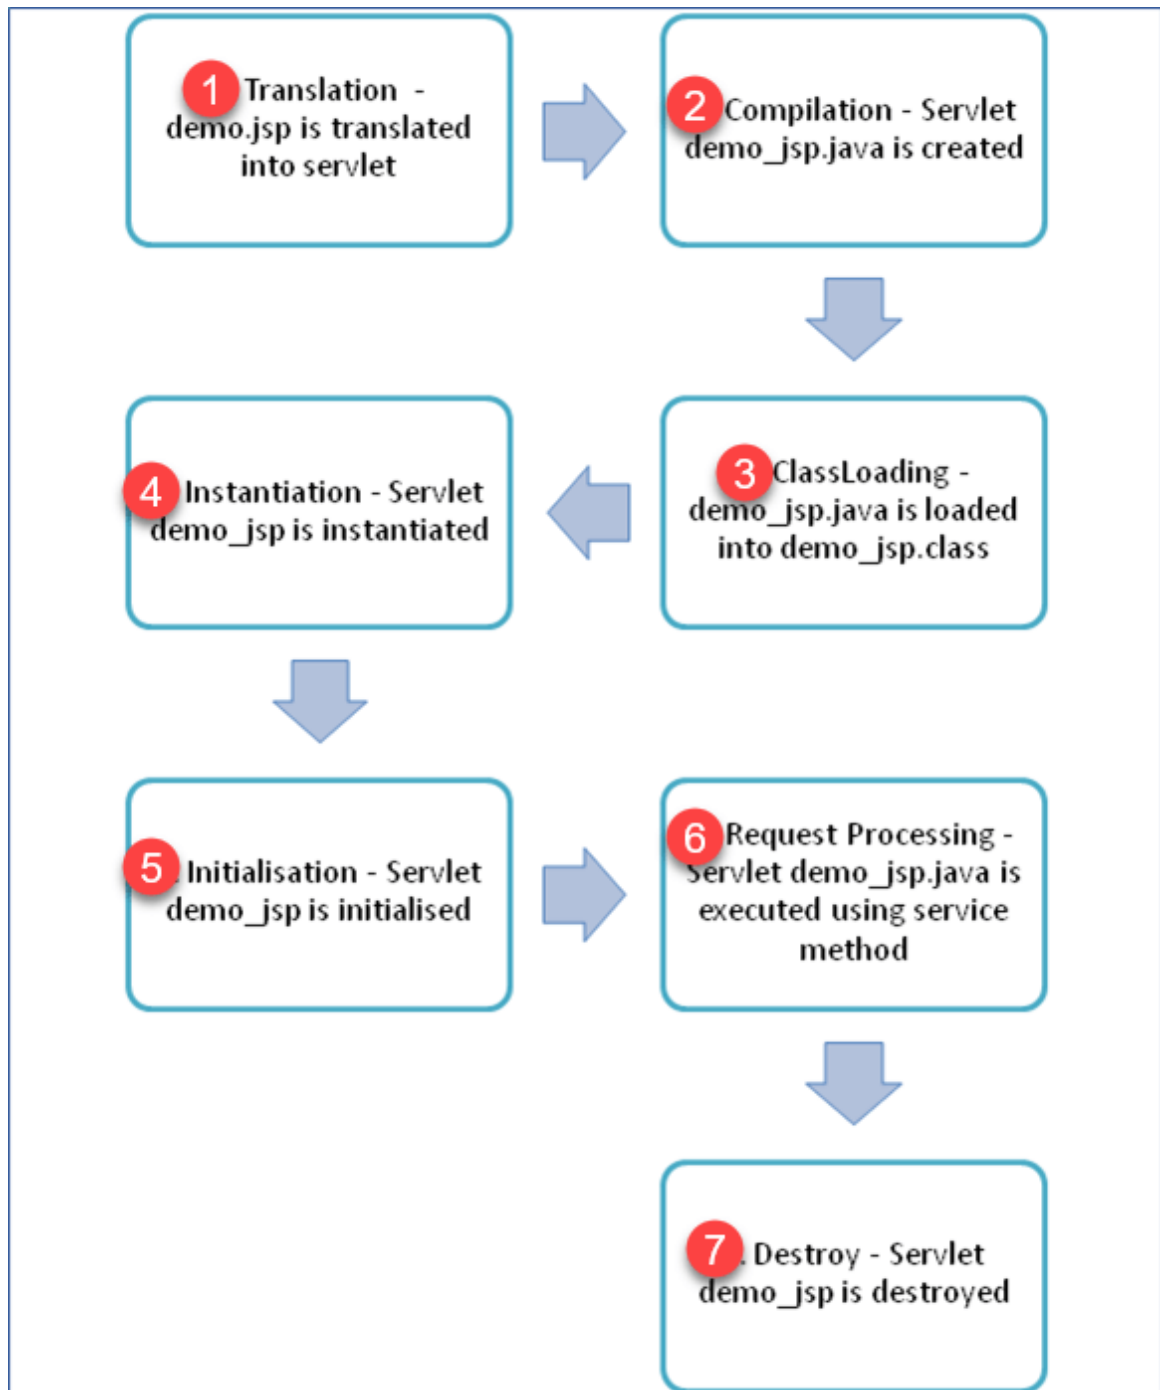 1 Translation -
demo.jsp is translated
into servlet
2 Compilation - Servlet
demo_jsp.java is created
3 ClassLoading -
demo_jsp.java is loaded
into demo_jsp.class
4 Instantiation - Servlet
demo_jsp is instantiated
5 . Initialisation - Servlet
demo_jsp is initialised
6 Request Processing -
Servlet demo_jsp.java is
executed using service
method
7 . Destroy - Servlet
demo_jsp is destroyed